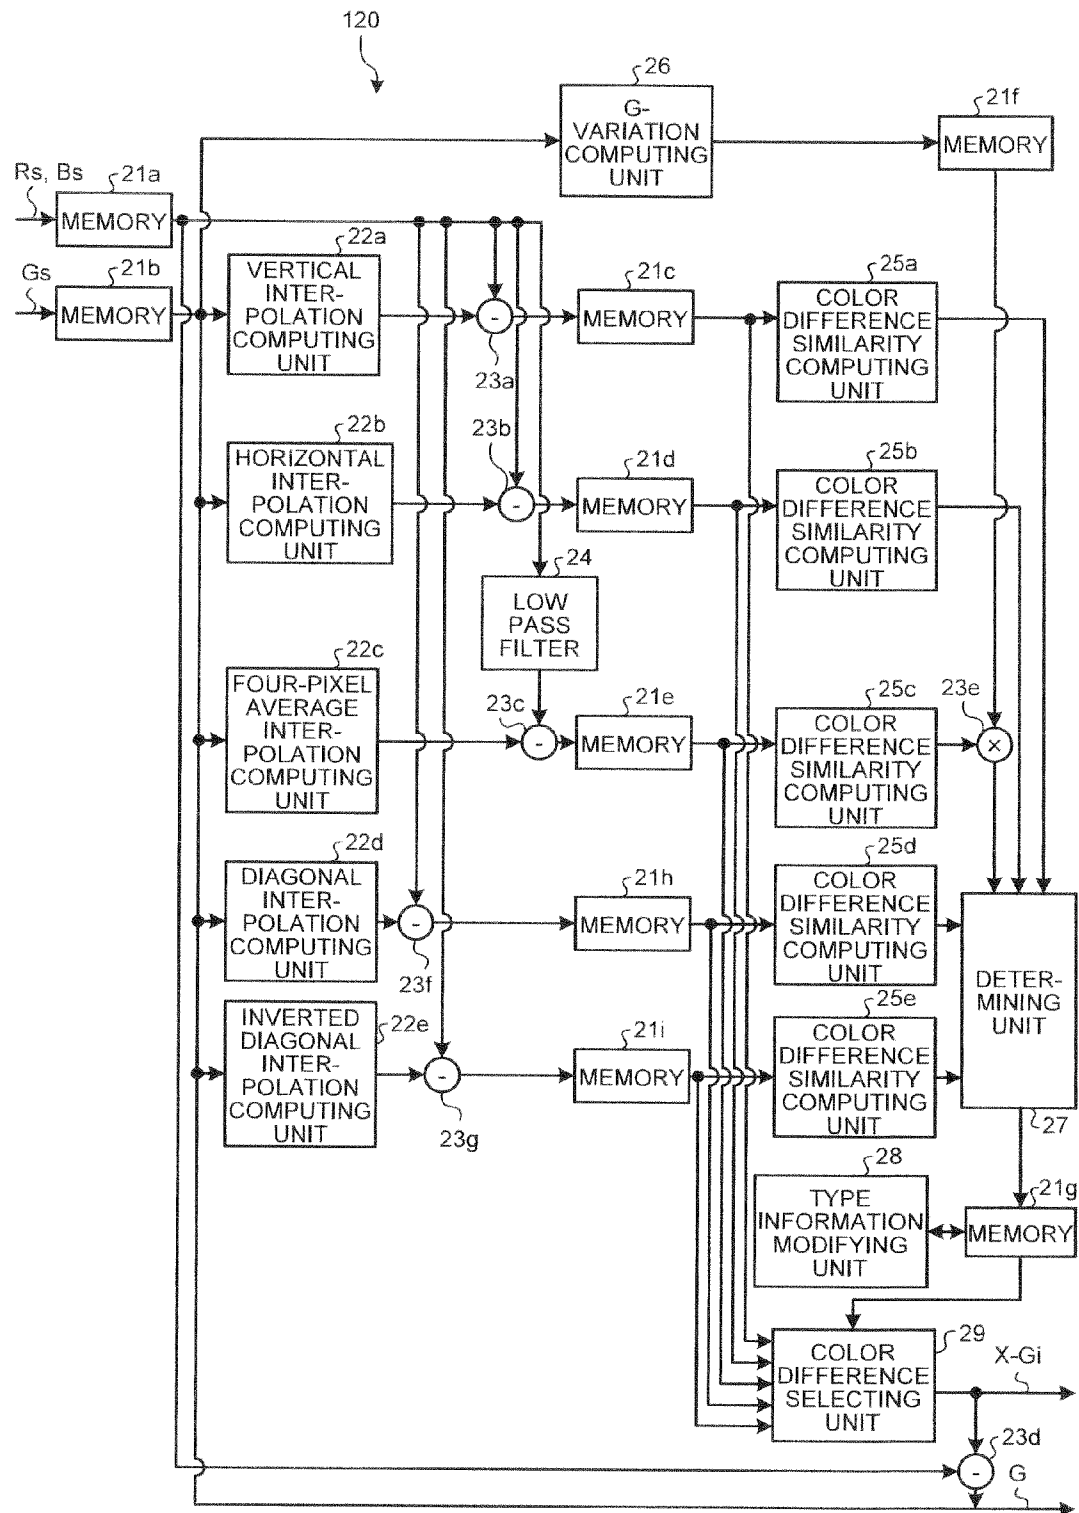 120
26
G-
VARIATION
COMPUTING
UNIT
21f
MEMORY
Rs, Bs
21a
MEMORY
Gs
21b
MEMORY
22a
VERTICAL
INTER-
POLATION
COMPUTING
UNIT
-
23a
21c
MEMORY
25a
COLOR
DIFFERENCE
SIMILARITY
COMPUTING
UNIT
22b
HORIZONTAL
INTER-
POLATION
COMPUTING
UNIT
23b
-
21d
MEMORY
25b
COLOR
DIFFERENCE
SIMILARITY
COMPUTING
UNIT
24
LOW
PASS
FILTER
22c
FOUR-PIXEL
AVERAGE
INTER-
POLATION
COMPUTING
UNIT
23c
-
21e
MEMORY
25c
COLOR
DIFFERENCE
SIMILARITY
COMPUTING
UNIT
23e
×
22d
DIAGONAL
INTER-
POLATION
COMPUTING
UNIT
-
23f
21h
MEMORY
25d
COLOR
DIFFERENCE
SIMILARITY
COMPUTING
UNIT
DETER-
MINING
UNIT
27
22e
INVERTED
DIAGONAL
INTER-
POLATION
COMPUTING
UNIT
-
23g
21i
MEMORY
25e
COLOR
DIFFERENCE
SIMILARITY
COMPUTING
UNIT
28
TYPE
INFORMATION
MODIFYING
UNIT
21g
MEMORY
29
COLOR
DIFFERENCE
SELECTING
UNIT
X-Gi
23d
-
G